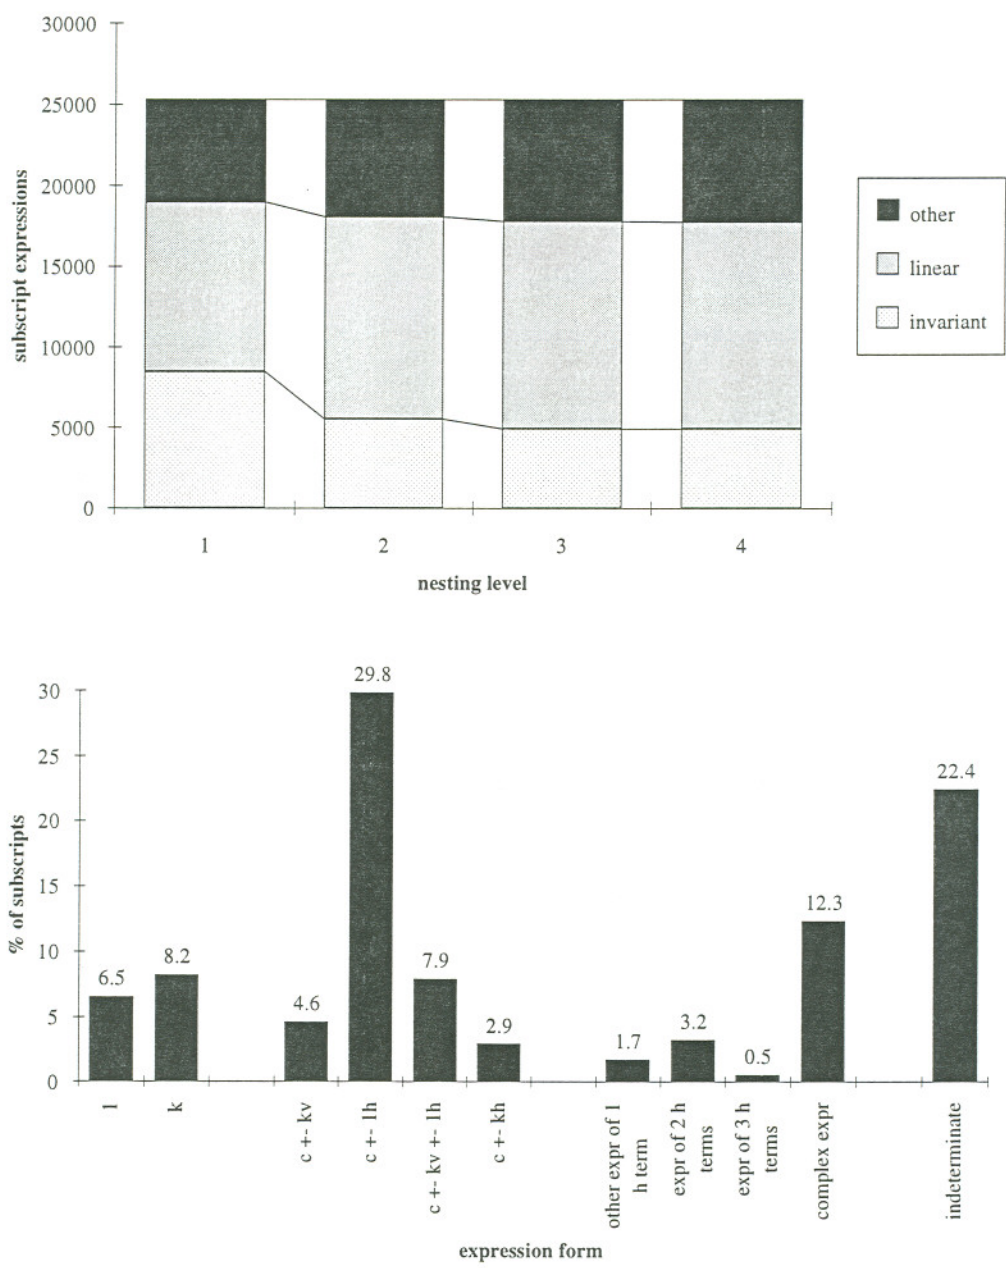 30000
25000
20000
15000
10000
5000
0
subscript expressions
1 2 3 4
nesting level
other
linear
invariant
30
25
20
15
10
5
0
% of subscripts
6.5
8.2
4.6
29.8
7.9
2.9
1.7
3.2
0.5
12.3
22.4
1
k
c +- kv
c +- 1h
c +- kv +- 1h
c +- kh
other expr of 1
h term
expr of 2 h
terms
expr of 3 h
terms
complex expr
indeterminate
expression form